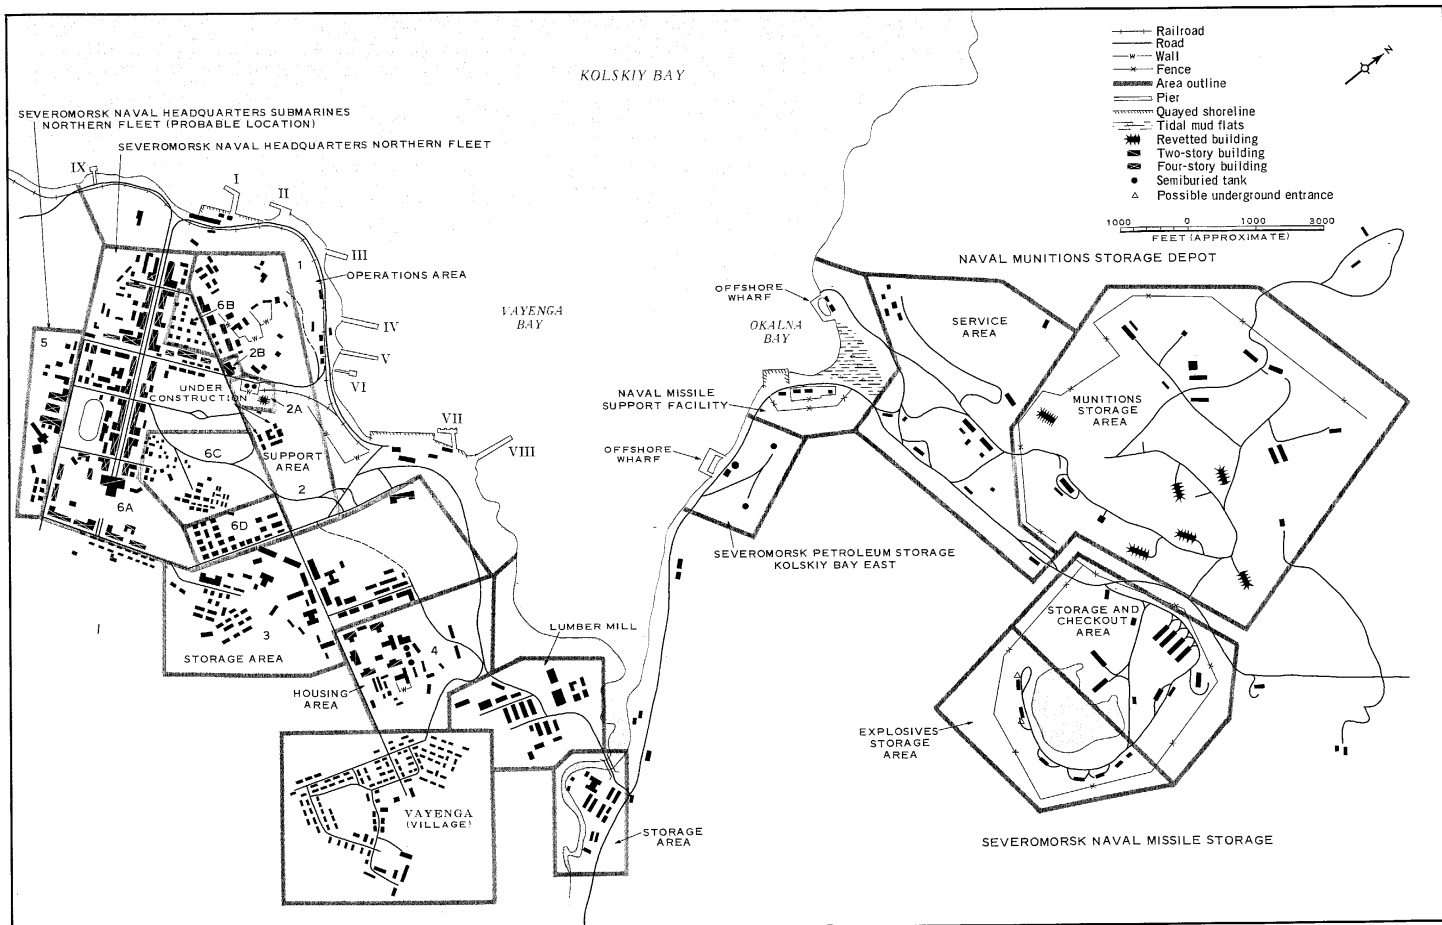 KOLSKIY BAY
Railroad
Road
Wall
Fence
Area outline
Pier
Quayed shoreline
Tidal mud flats
Revetted building
Two-story building
Four-story building
Semiburied tank
Possible underground entrance
N
1000 0 1000 3000
FEET (APPROXIMATE)
SEVEROMORSK NAVAL HEADQUARTERS SUBMARINES
NORTHERN FLEET (PROBABLE LOCATION)
SEVEROMORSK NAVAL HEADQUARTERS NORTHERN FLEET
IX
I
II
III
IV
V
VI
VII
VIII
1
OPERATIONS AREA
6B
2B
5
UNDER
CONSTRUCTION
2A
6C
SUPPORT
AREA
2
6A
6D
3
STORAGE AREA
4
HOUSING
AREA
VAYENGA
BAY
OFFSHORE
WHARF
OKALNA
BAY
NAVAL MUNITIONS STORAGE DEPOT
SERVICE
AREA
NAVAL MISSILE
SUPPORT FACILITY
MUNITIONS
STORAGE
AREA
OFFSHORE
WHARF
SEVEROMORSK PETROLEUM STORAGE
KOLSKIY BAY EAST
STORAGE AND
CHECKOUT
AREA
LUMBER MILL
EXPLOSIVES
STORAGE
AREA
VAYENGA
(VILLAGE)
STORAGE
AREA
SEVEROMORSK NAVAL MISSILE STORAGE